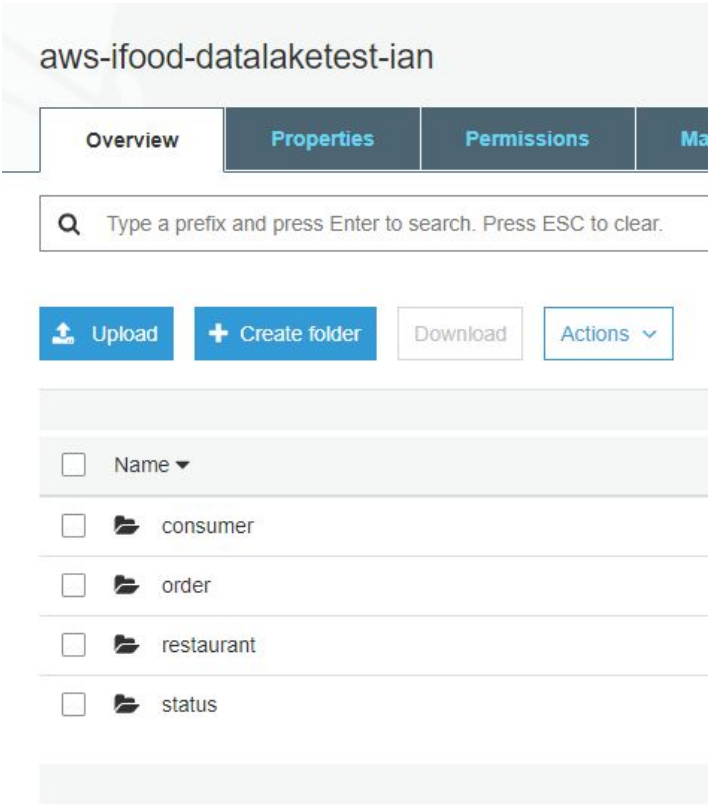 aws-ifood-datalaketest-ian
Overview Properties Permissions Ma
Type a prefix and press Enter to search. Press ESC to clear.
Upload Create folder Download Actions
Name
consumer
order
restaurant
status